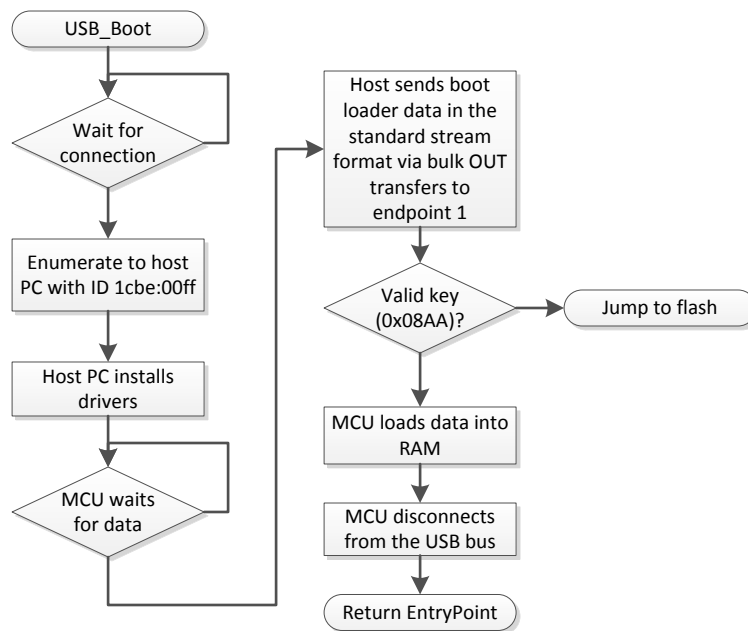 USB_Boot
Wait for
connection
Enumerate to host
PC with ID 1cbe:00ff
Host PC installs
drivers
MCU waits
for data
Host sends boot
loader data in the
standard stream
format via bulk OUT
transfers to
endpoint 1
Valid key
(0x08AA)?
Jump to flash
MCU loads data into
RAM
MCU disconnects
from the USB bus
Return EntryPoint